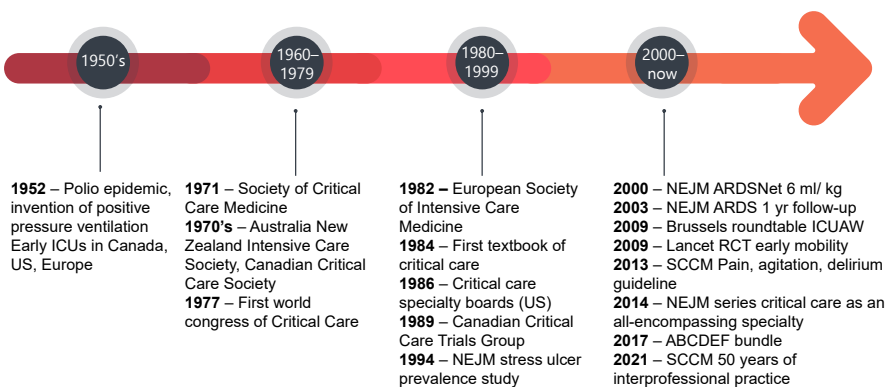 1950's
1960–
1979
1980–
1999
2000–
now
1952 – Polio epidemic,
invention of positive
pressure ventilation
Early ICUs in Canada,
US, Europe
1971 – Society of Critical
Care Medicine
1970's – Australia New
Zealand Intensive Care
Society, Canadian Critical
Care Society
1977 – First world
congress of Critical Care
1982 – European Society
of Intensive Care
Medicine
1984 – First textbook of
critical care
1986 – Critical care
specialty boards (US)
1989 – Canadian Critical
Care Trials Group
1994 – NEJM stress ulcer
prevalence study
2000 – NEJM ARDSNet 6 ml/ kg
2003 – NEJM ARDS 1 yr follow-up
2009 – Brussels roundtable ICUAW
2009 – Lancet RCT early mobility
2013 – SCCM Pain, agitation, delirium
guideline
2014 – NEJM series critical care as an
all-encompassing specialty
2017 – ABCDEF bundle
2021 – SCCM 50 years of
interprofessional practice